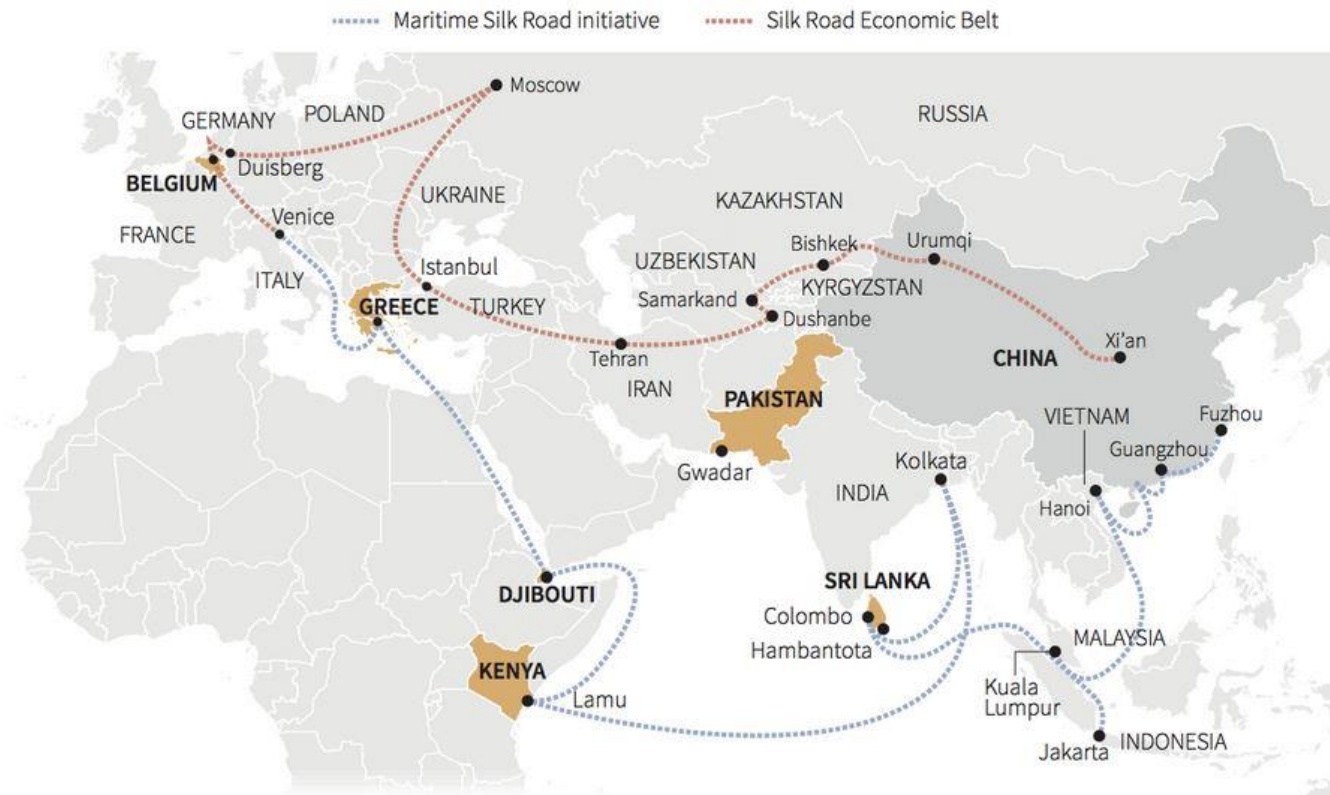 Maritime Silk Road initiative
Silk Road Economic Belt
Moscow
RUSSIA
POLAND
GERMANY
Duisberg
BELGIUM
UKRAINE
KAZAKHSTAN
Venice
FRANCE
Bishkek
Urumqi
ITALY
Istanbul
UZBEKISTAN
KYRGYZSTAN
GREECE
TURKEY
Samarkand
Dushanbe
Tehran
Xi'an
CHINA
IRAN
PAKISTAN
VIETNAM
Fuzhou
Guangzhou
Gwadar
Kolkata
INDIA
Hanoi
DJIBOUTI
SRI LANKA
Colombo
Hambantota
MALAYSIA
KENYA
Lamu
Kuala
Lumpur
Jakarta
INDONESIA